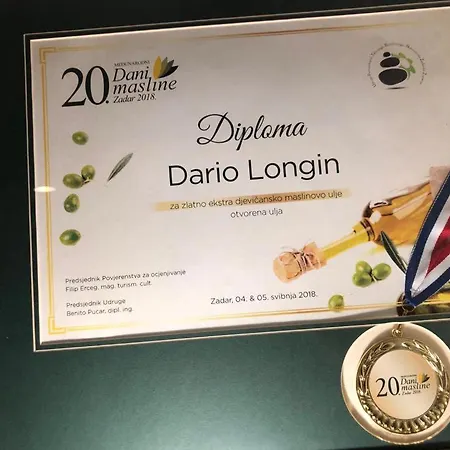 MEĐUNARODNI
20. Dani
masline
Zadar 2018.
Diploma
Dario Longin
za zlatno ekstra djevičansko maslinovo ulje
otvorena ulja
Predsjednik Povjerenstva za ocjenjivanje
Filip Erceg, mag. turism. cult.
Predsjednik Udruge
Benito Pucar, dipl. ing.
Zadar, 04. & 05. svibnja 2018.
20. Dani
masline
Zadar 2018.